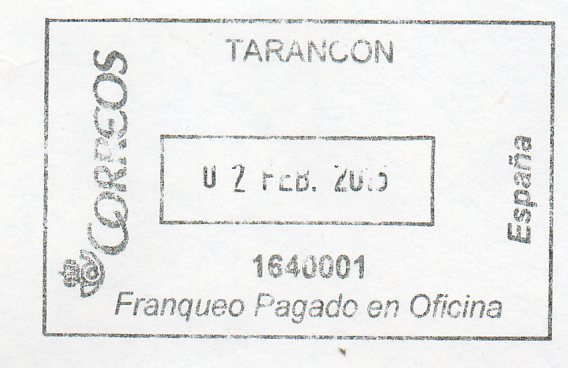 TARANCON
CORREOS
02 FEB. 2015
España
1640001
Franqueo Pagado en Oficina